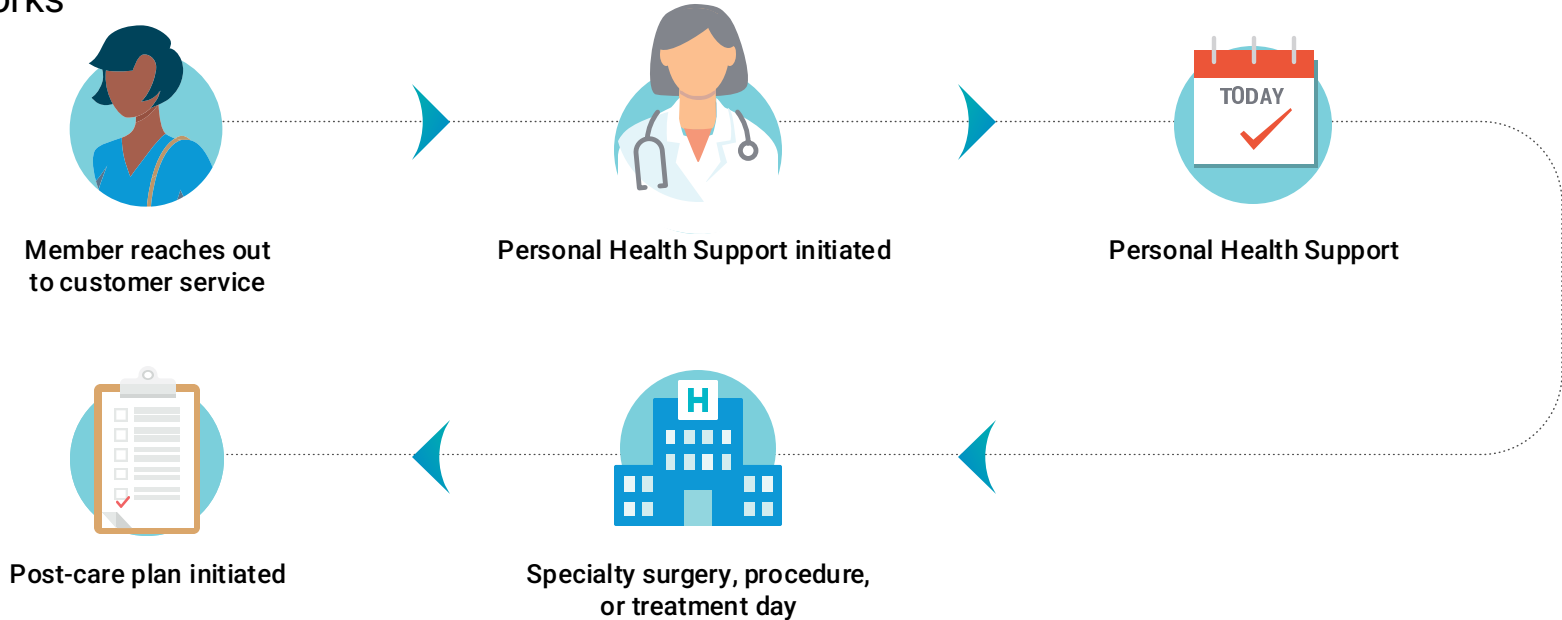 Member reaches out
to customer service
Personal Health Support initiated
TODAY
Personal Health Support
H
Specialty surgery, procedure,
or treatment day
Post-care plan initiated